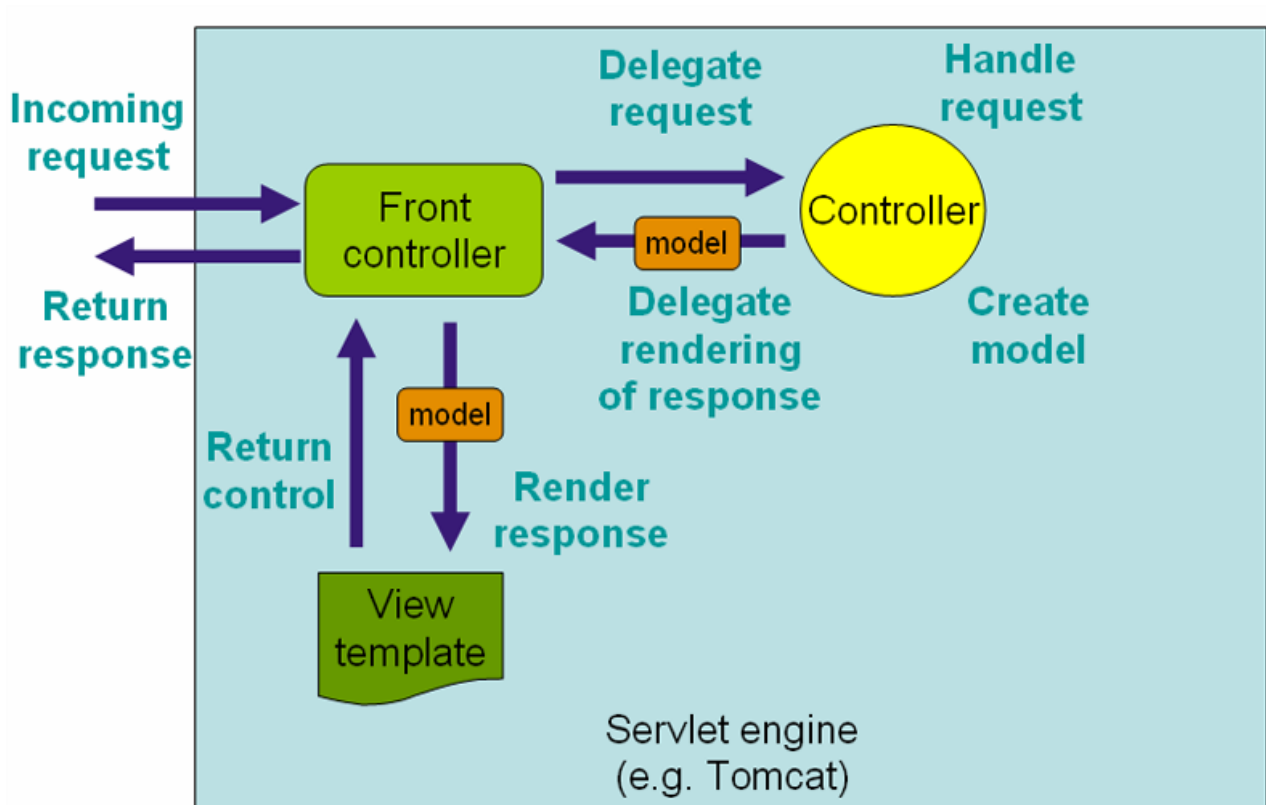 Incoming
request
Return
response
Front
controller
Delegate
request
Handle
request
Controller
model
Delegate
rendering
of response
Create
model
model
Return
control
Render
response
View
template
Servlet engine
(e.g. Tomcat)